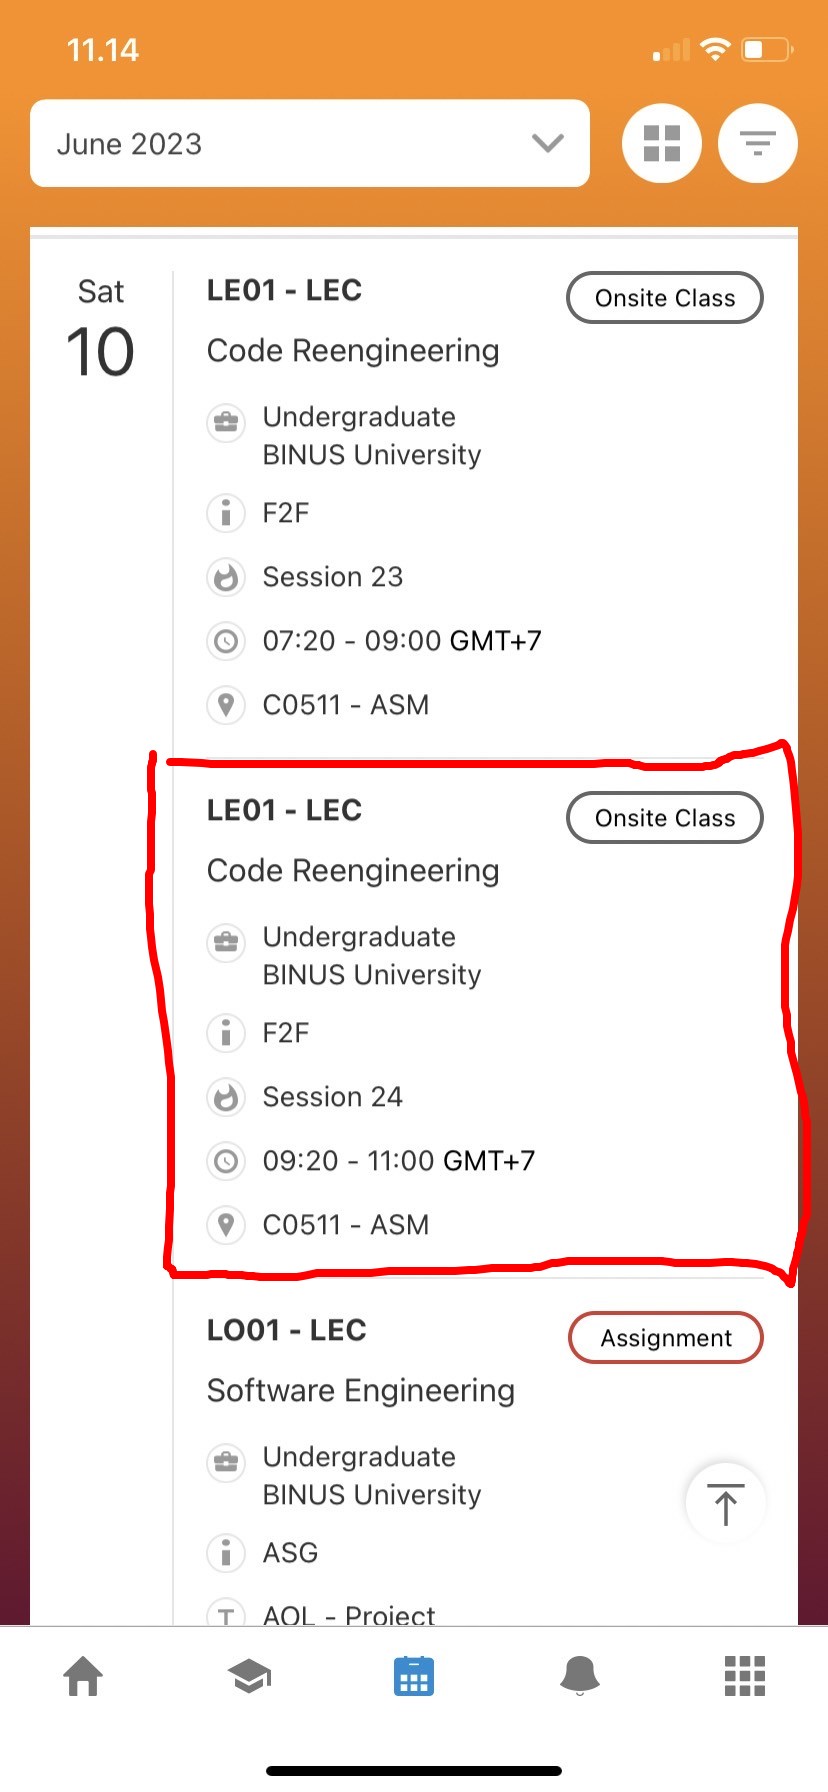 11.14
June 2023
Sat
10
LE01 - LEC
Onsite Class
Code Reengineering
Undergraduate
BINUS University
F2F
Session 23
07:20 - 09:00 GMT+7
C0511 - ASM
LE01 - LEC
Onsite Class
Code Reengineering
Undergraduate
BINUS University
F2F
Session 24
09:20 - 11:00 GMT+7
C0511 - ASM
LO01 - LEC
Assignment
Software Engineering
Undergraduate
BINUS University
ASG
AOL - Project